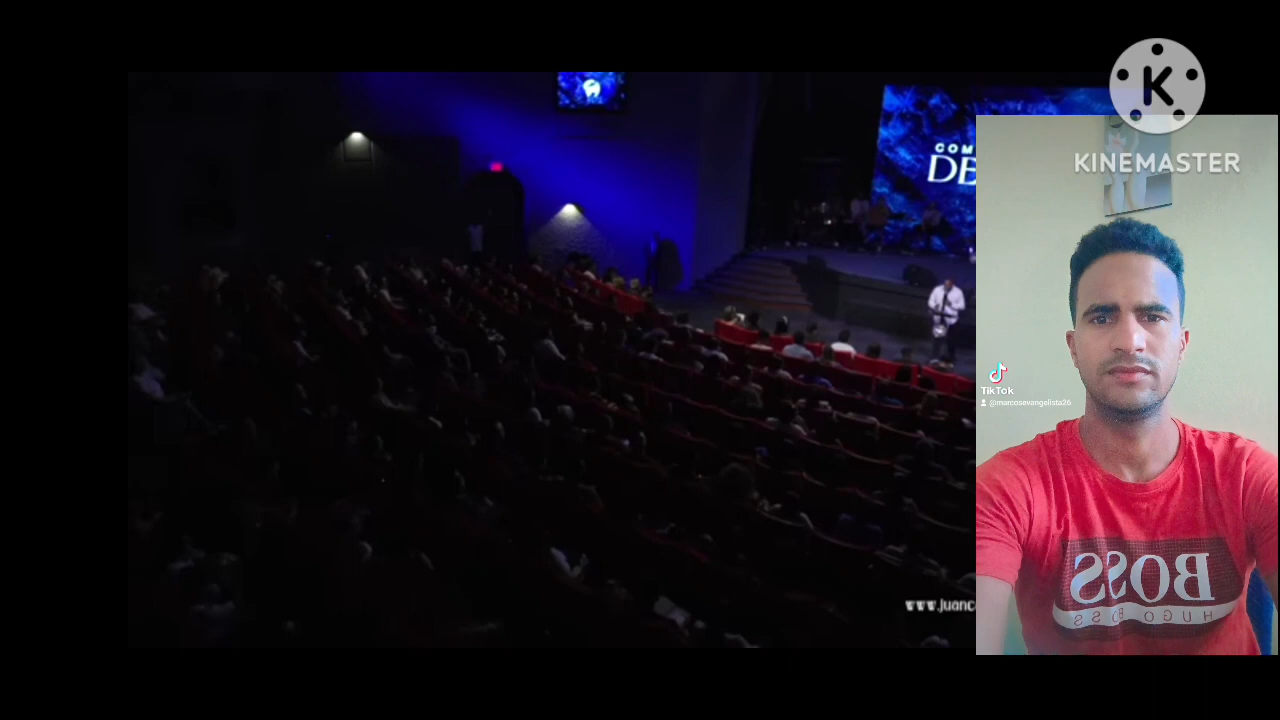 COM
DE
KINEMASTER
TikTok
@marcosevangelista26
BOSS
HUGO BOSS
www.juanc